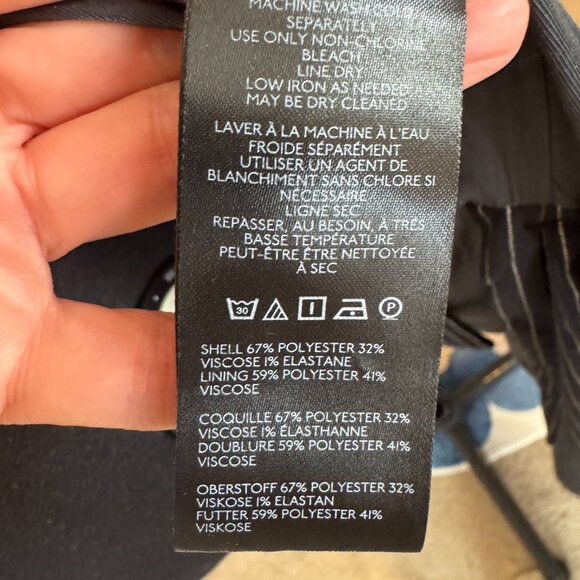 MACHINE WASH COLD
SEPARATELY
USE ONLY NON-CHLORINE
BLEACH
LINE DRY
LOW IRON AS NEEDED
MAY BE DRY CLEANED
LAVER À LA MACHINE À L'EAU
FROIDE SÉPARÉMENT
UTILISER UN AGENT DE
BLANCHIMENT SANS CHLORE SI
NÉCESSAIRE
LIGNE SEC
REPASSER, AU BESOIN, À TRÉS
BASSE TEMPÉRATURE
PEUT-ÊTRE ÊTRE NETTOYÉE
À SEC
30 P
SHELL 67% POLYESTER 32%
VISCOSE 1% ELASTANE
LINING 59% POLYESTER 41%
VISCOSE
COQUILLE 67% POLYESTER 32%
VISCOSE 1% ÉLASTHANNE
DOUBLURE 59% POLYESTER 41%
VISCOSE
OBERSTOFF 67% POLYESTER 32%
VISKOSE 1% ELASTAN
FUTTER 59% POLYESTER 41%
VISKOSE